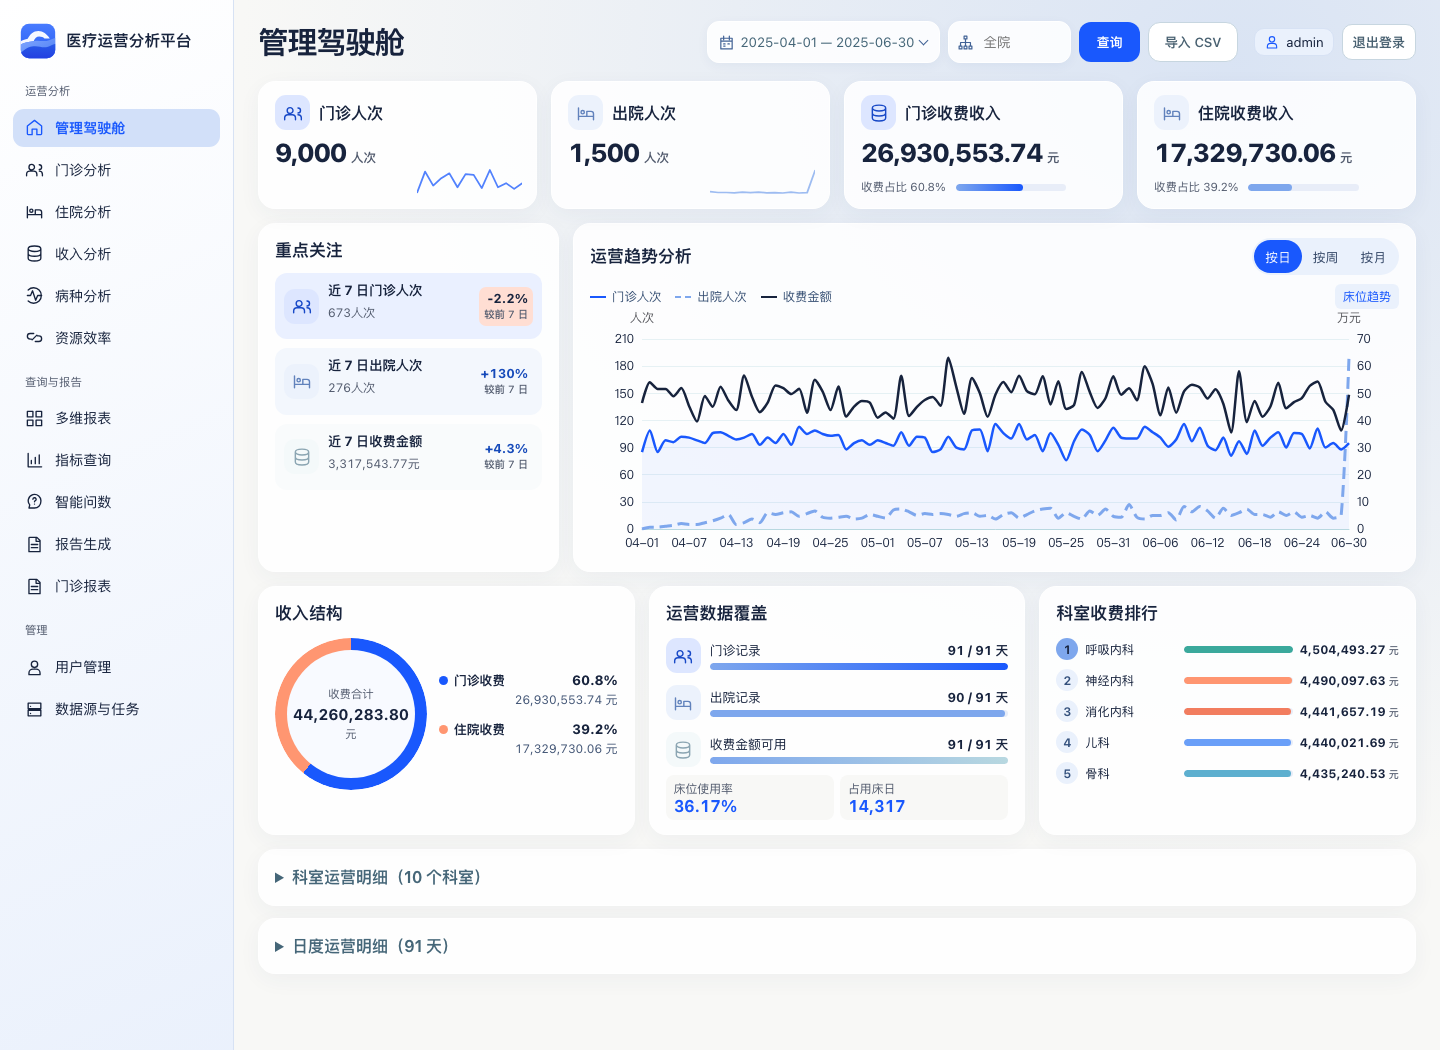 医疗运营分析平台
运营分析
管理驾驶舱
门诊分析
住院分析
收入分析
病种分析
资源效率
查询与报告
多维报表
指标查询
智能问数
报告生成
门诊报表
管理
用户管理
数据源与任务
管理驾驶舱
2025-04-01 — 2025-06-30
全院
查询
导入 CSV
admin
退出登录
门诊人次
9,000 人次
出院人次
1,500 人次
门诊收费收入
26,930,553.74 元
收费占比 60.8%
住院收费收入
17,329,730.06 元
收费占比 39.2%
重点关注
近 7 日门诊人次
673人次
-2.2%
较前 7 日
近 7 日出院人次
276人次
+130%
较前 7 日
近 7 日收费金额
3,317,543.77元
+4.3%
较前 7 日
运营趋势分析
按日 按周 按月
门诊人次 出院人次 收费金额
床位趋势
人次 万元
210 70
180 60
150 50
120 40
90 30
60 20
30 10
0 0
04-01 04-07 04-13 04-19 04-25 05-01 05-07 05-13 05-19 05-25 05-31 06-06 06-12 06-18 06-24 06-30
收入结构
收费合计
44,260,283.80
元
门诊收费 60.8%
26,930,553.74 元
住院收费 39.2%
17,329,730.06 元
运营数据覆盖
门诊记录 91 / 91 天
出院记录 90 / 91 天
收费金额可用 91 / 91 天
床位使用率
36.17%
占用床日
14,317
科室收费排行
1 呼吸内科 4,504,493.27 元
2 神经内科 4,490,097.63 元
3 消化内科 4,441,657.19 元
4 儿科 4,440,021.69 元
5 骨科 4,435,240.53 元
科室运营明细（10 个科室）
日度运营明细（91 天）